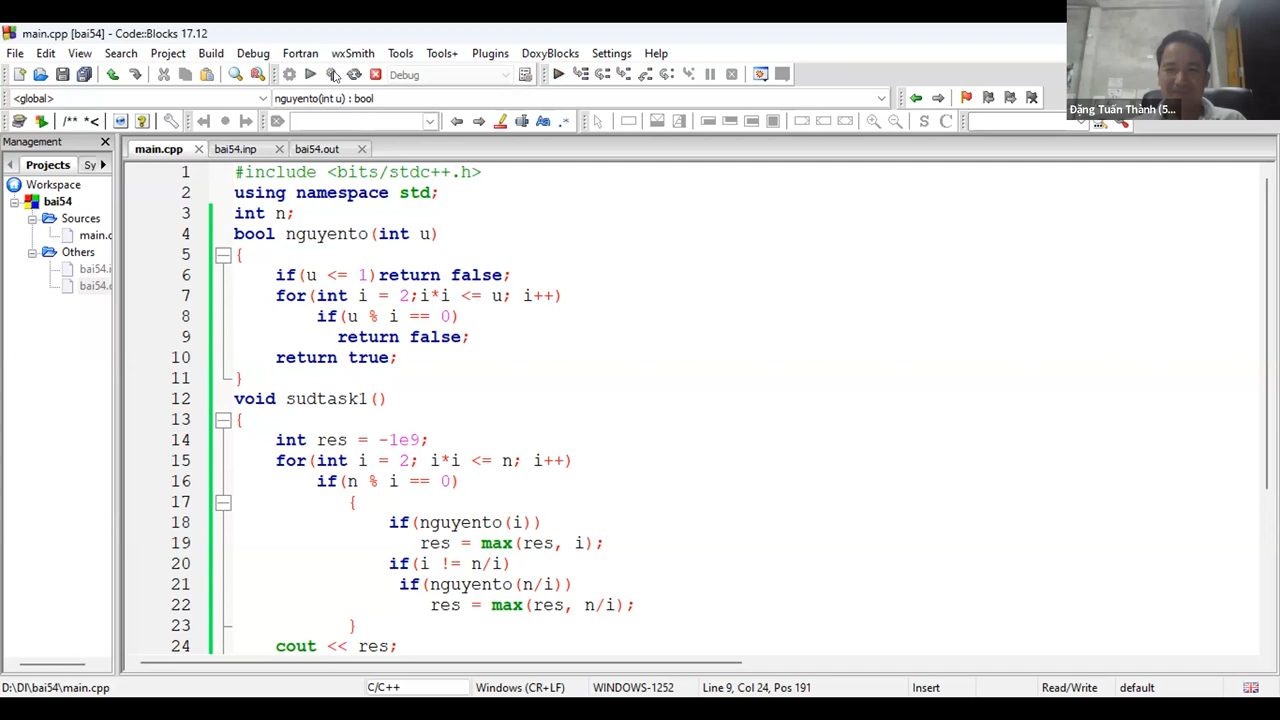 main.cpp [bai54] - Code::Blocks 17.12
File Edit View Search Project Build Debug Fortran wxSmith Tools Tools+ Plugins DoxyBlocks Settings Help
Debug
<global> nguyento(int u) : bool
/** *<
Management
main.cpp bai54.inp bai54.out
Projects Sy
Workspace
bai54
Sources
main.c
Others
bai54.i
bai54.c
Đặng Tuấn Thành (5...
1 #include <bits/stdc++.h>
2 using namespace std;
3 int n;
4 bool nguyento(int u)
5 {
6 if(u <= 1)return false;
7 for(int i = 2;i*i <= u; i++)
8 if(u % i == 0)
9 return false;
10 return true;
11 }
12 void sudtask1()
13 {
14 int res = -1e9;
15 for(int i = 2; i*i <= n; i++)
16 if(n % i == 0)
17 {
18 if(nguyento(i))
19 res = max(res, i);
20 if(i != n/i)
21 if(nguyento(n/i))
22 res = max(res, n/i);
23 }
24 cout << res;
D:\DI\bai54\main.cpp C/C++ Windows (CR+LF) WINDOWS-1252 Line 9, Col 24, Pos 191 Insert Read/Write default